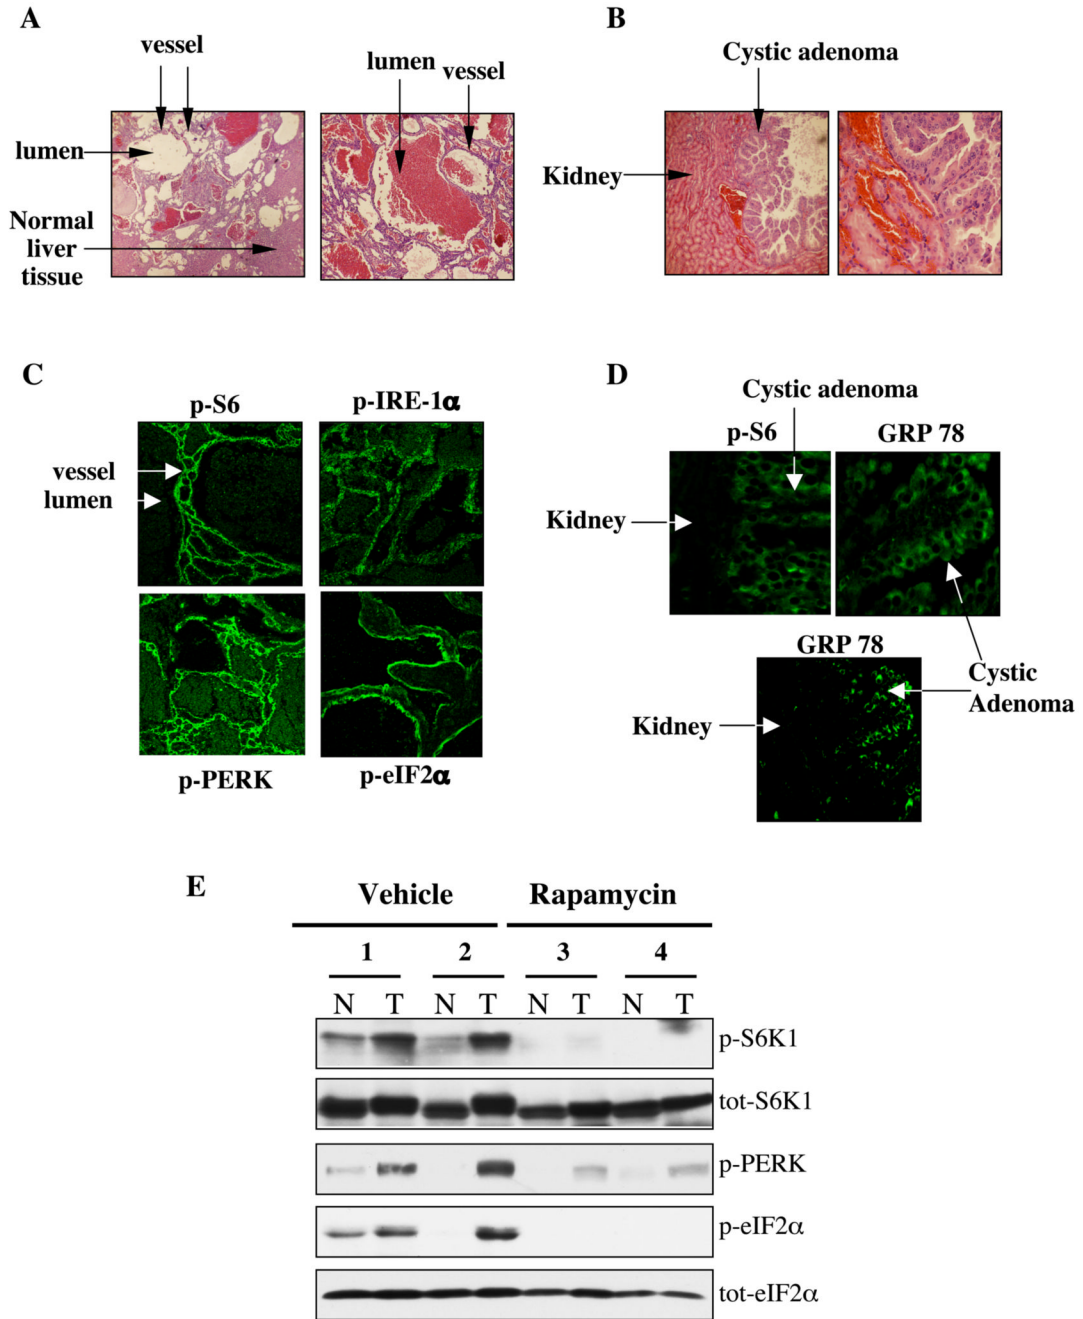 A
vessel
lumen
vessel
lumen
Normal
liver
tissue
B
Cystic adenoma
Kidney
C
p-S6
p-IRE-1α
vessel
lumen
p-PERK
p-eIF2α
D
Cystic adenoma
p-S6
GRP 78
Kidney
GRP 78
Cystic
Adenoma
Kidney
E
Vehicle
Rapamycin
1 2 3 4
N T N T N T N T
p-S6K1
tot-S6K1
p-PERK
p-eIF2α
tot-eIF2α